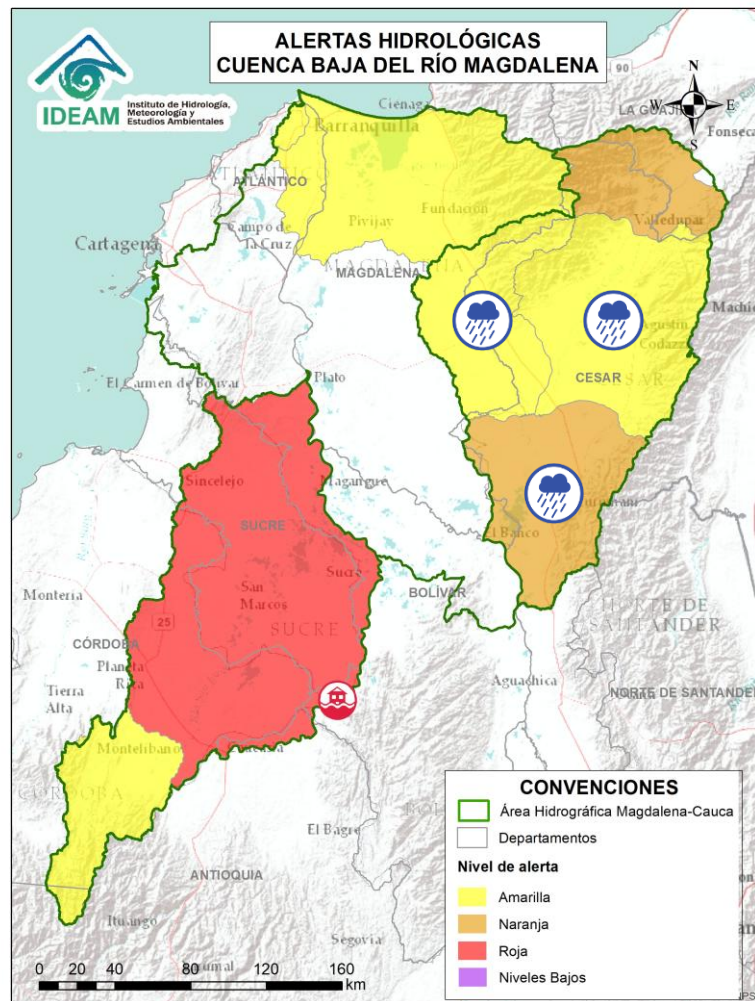 ALERTAS HIDROLÓGICAS
CUENCA BAJA DEL RÍO MAGDALENA
IDEAM
Instituto de Hidrología,
Meteorología y
Estudios Ambientales
N
W
E
S
90
LA GUAJI
Fonseca
Ciénaga
Barranquilla
ATLÁNTICO
Valledupar
Fundación
Pivijay
Campo de
la Cruz
Cartagena
MAGDALENA
Agustín
Codazzi
CESAR
El Carmen de Bolívar
Plato
Sincelejo
Magangue
SUCRE
El Banco
Sucre
San
Marcos
BOLÍVAR
Montería
25
SUCRE
NORTE DE
SANTANDER
CÓRDOBA
Planeta
Rica
Aguachica
Tierra
Alta
NORTE DE SANTANDER
Montelíbano
CÓRDOBA
El Bagre
ANTIOQUIA
Ituango
Segovia
0 20 40 80 120 160
km
CONVENCIONES
Área Hidrográfica Magdalena-Cauca
Departamentos
Nivel de alerta
Amarilla
Naranja
Roja
Niveles Bajos